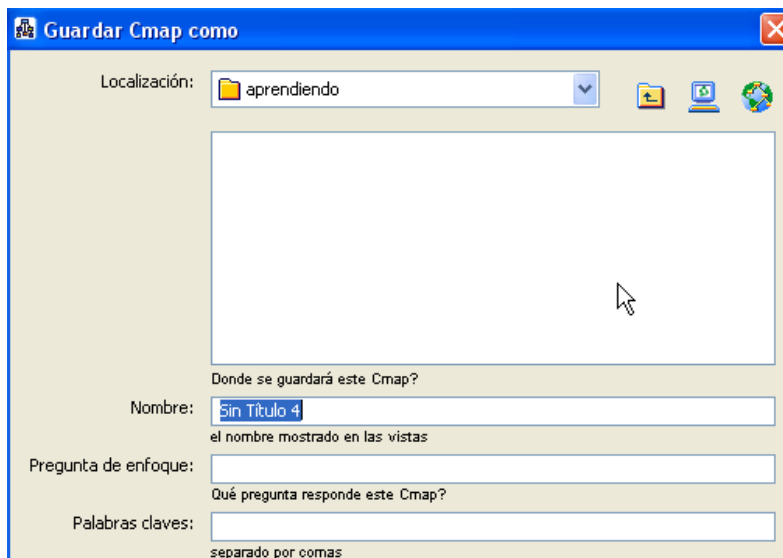 Guardar Cmap como
Localización: aprendiendo
Donde se guardará este Cmap?
Nombre: Sin Título 4
el nombre mostrado en las vistas
Pregunta de enfoque:
Qué pregunta responde este Cmap?
Palabras claves:
separado por comas